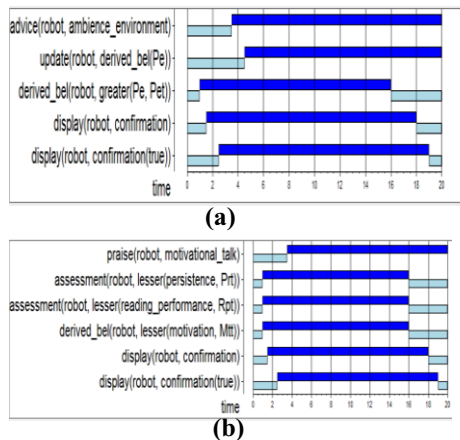 advice(robot, ambience_environment)
update(robot, derived_bel(Pe))
derived_bel(robot, greater(Pe, Pet))
display(robot, confirmation)
display(robot, confirmation(true))
time 0 2 4 6 8 10 12 14 16 18 20
(a)
praise(robot, motivational_talk)
assessment(robot, lesser(persistence, Prt))
assessment(robot, lesser(reading_performance, Rpt))
derived_bel(robot, lesser(motivation, Mtt))
display(robot, confirmation)
display(robot, confirmation(true))
time 0 2 4 6 8 10 12 14 16 18 20
(b)